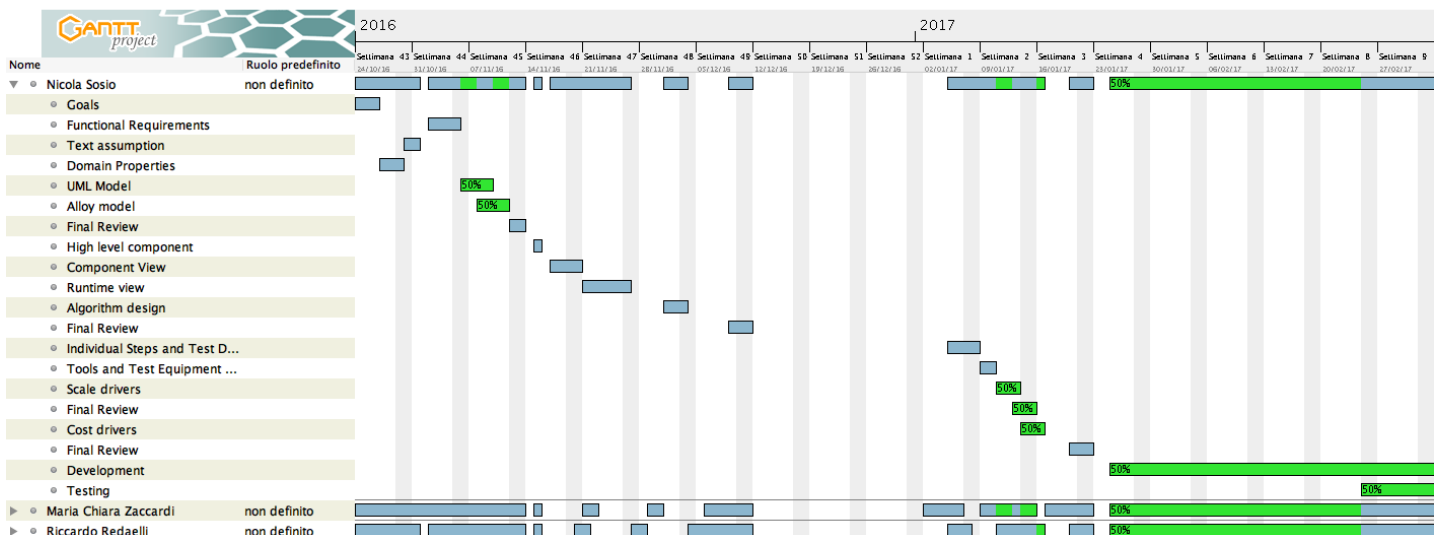 GANTT
project
2016
2017
Nome
Ruolo predefinito
Settimana 43 Settimana 44 Settimana 45 Settimana 46 Settimana 47 Settimana 48 Settimana 49 Settimana 50 Settimana 51 Settimana 52 Settimana 1 Settimana 2 Settimana 3 Settimana 4 Settimana 5 Settimana 6 Settimana 7 Settimana 8 Settimana 9
24/10/16 31/10/16 07/11/16 14/11/16 21/11/16 28/11/16 05/12/16 12/12/16 19/12/16 26/12/16 02/01/17 09/01/17 16/01/17 23/01/17 30/01/17 06/02/17 13/02/17 20/02/17 27/02/17
Nicola Sosio non definito 50%
Goals
Functional Requirements
Text assumption
Domain Properties
UML Model 50%
Alloy model 50%
Final Review
High level component
Component View
Runtime view
Algorithm design
Final Review
Individual Steps and Test D...
Tools and Test Equipment ...
Scale drivers 50%
Final Review 50%
Cost drivers 50%
Final Review
Development 50%
Testing 50%
Maria Chiara Zaccardi non definito 50%
Riccardo Redaelli non definito 50%